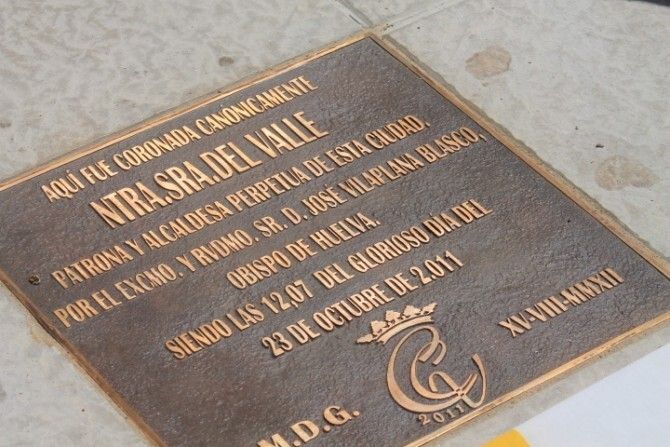 AQUÍ FUE CORONADA CANÓNICAMENTE
NTRA.SRA.DEL VALLE
PATRONA Y ALCALDESA PERPETUA DE ESTA CIUDAD,
POR EL EXCMO. Y RVDMO. SR. D. JOSÉ VILAPLANA BLASCO,
OBISPO DE HUELVA.
SIENDO LAS 12,07 DEL GLORIOSO DÍA DEL
23 DE OCTUBRE DE 2.011
XV-VIII-MMXII
2011
M.D.G.